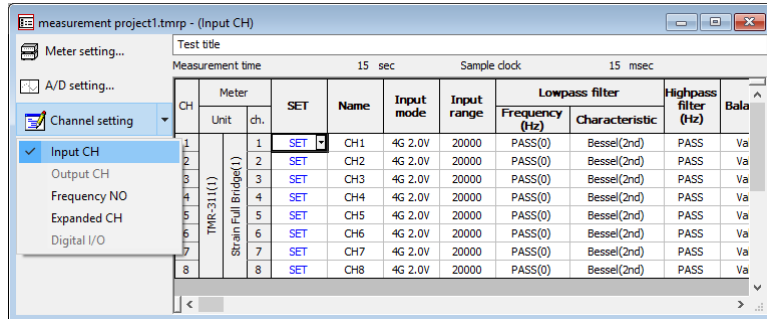 measurement project1.tmrp - (Input CH)
Meter setting...
Test title
Measurement time 15 sec Sample clock 15 msec
A/D setting...
Channel setting
CH Meter SET Name Input mode Input range Lowpass filter Highpass filter (Hz) Bala
Unit ch. Frequency (Hz) Characteristic
TMR-311(1)
Strain Full Bridge(1)
1 1 SET CH1 4G 2.0V 20000 PASS(0) Bessel(2nd) PASS Va
2 2 SET CH2 4G 2.0V 20000 PASS(0) Bessel(2nd) PASS Va
3 3 SET CH3 4G 2.0V 20000 PASS(0) Bessel(2nd) PASS Va
4 4 SET CH4 4G 2.0V 20000 PASS(0) Bessel(2nd) PASS Va
5 5 SET CH5 4G 2.0V 20000 PASS(0) Bessel(2nd) PASS Va
6 6 SET CH6 4G 2.0V 20000 PASS(0) Bessel(2nd) PASS Va
7 7 SET CH7 4G 2.0V 20000 PASS(0) Bessel(2nd) PASS Va
8 8 SET CH8 4G 2.0V 20000 PASS(0) Bessel(2nd) PASS Va
Input CH
Output CH
Frequency NO
Expanded CH
Digital I/O